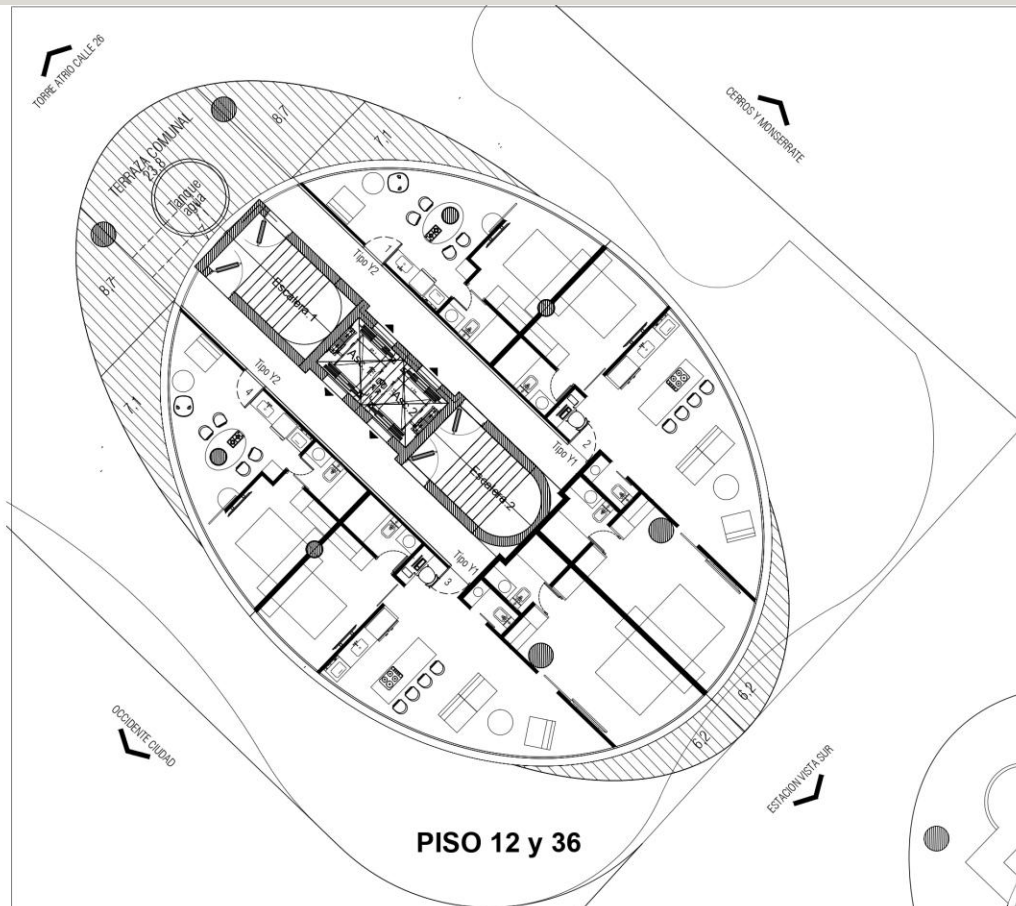 TORRE ATRIO CALLE 26
CERROS Y MONSERRATE
TERRAZA COMUNAL
23,8
8,7
7,1
Tanque
agua
8,7
7,1
Tipo Y2
1
Escalera 1
Tipo Y2
4
2
Tipo Y1
Escalera 2
Tipo Y1
3
6,2
6,2
OCCIDENTE CIUDAD
ESTACION VISTA SUR
PISO 12 y 36